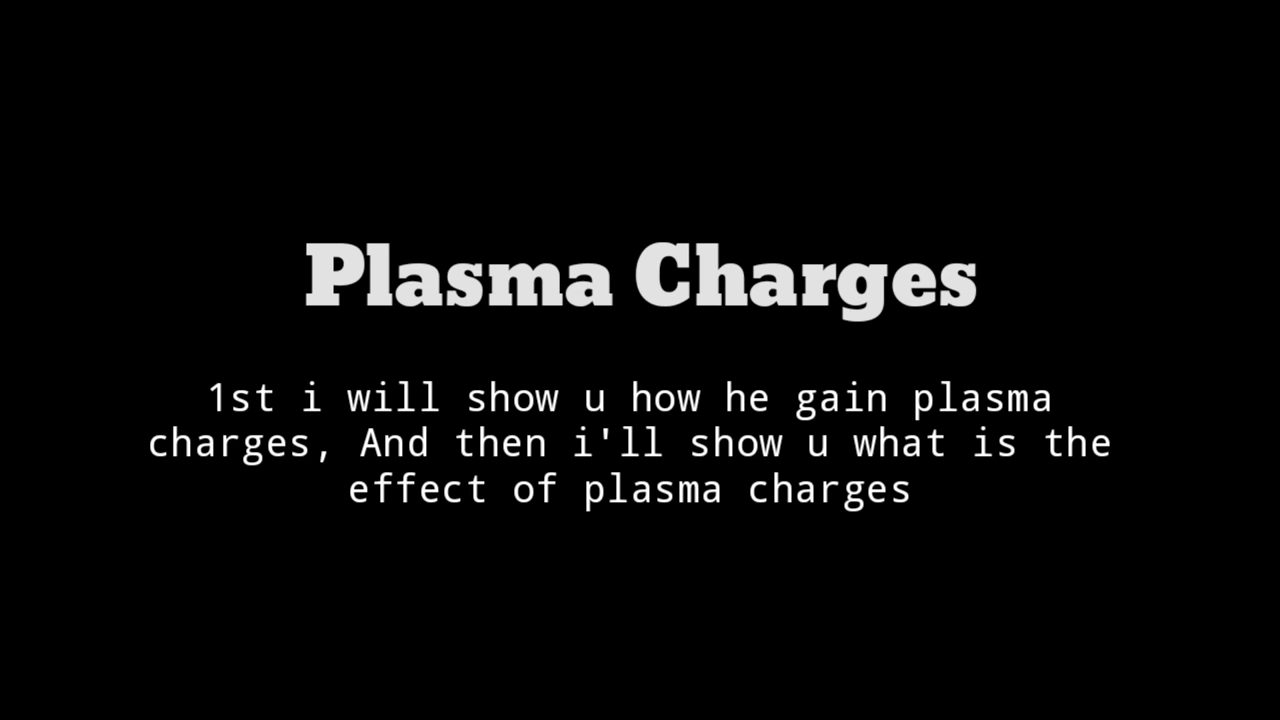 Plasma Charges
1st i will show u how he gain plasma
charges, And then i'll show u what is the
effect of plasma charges